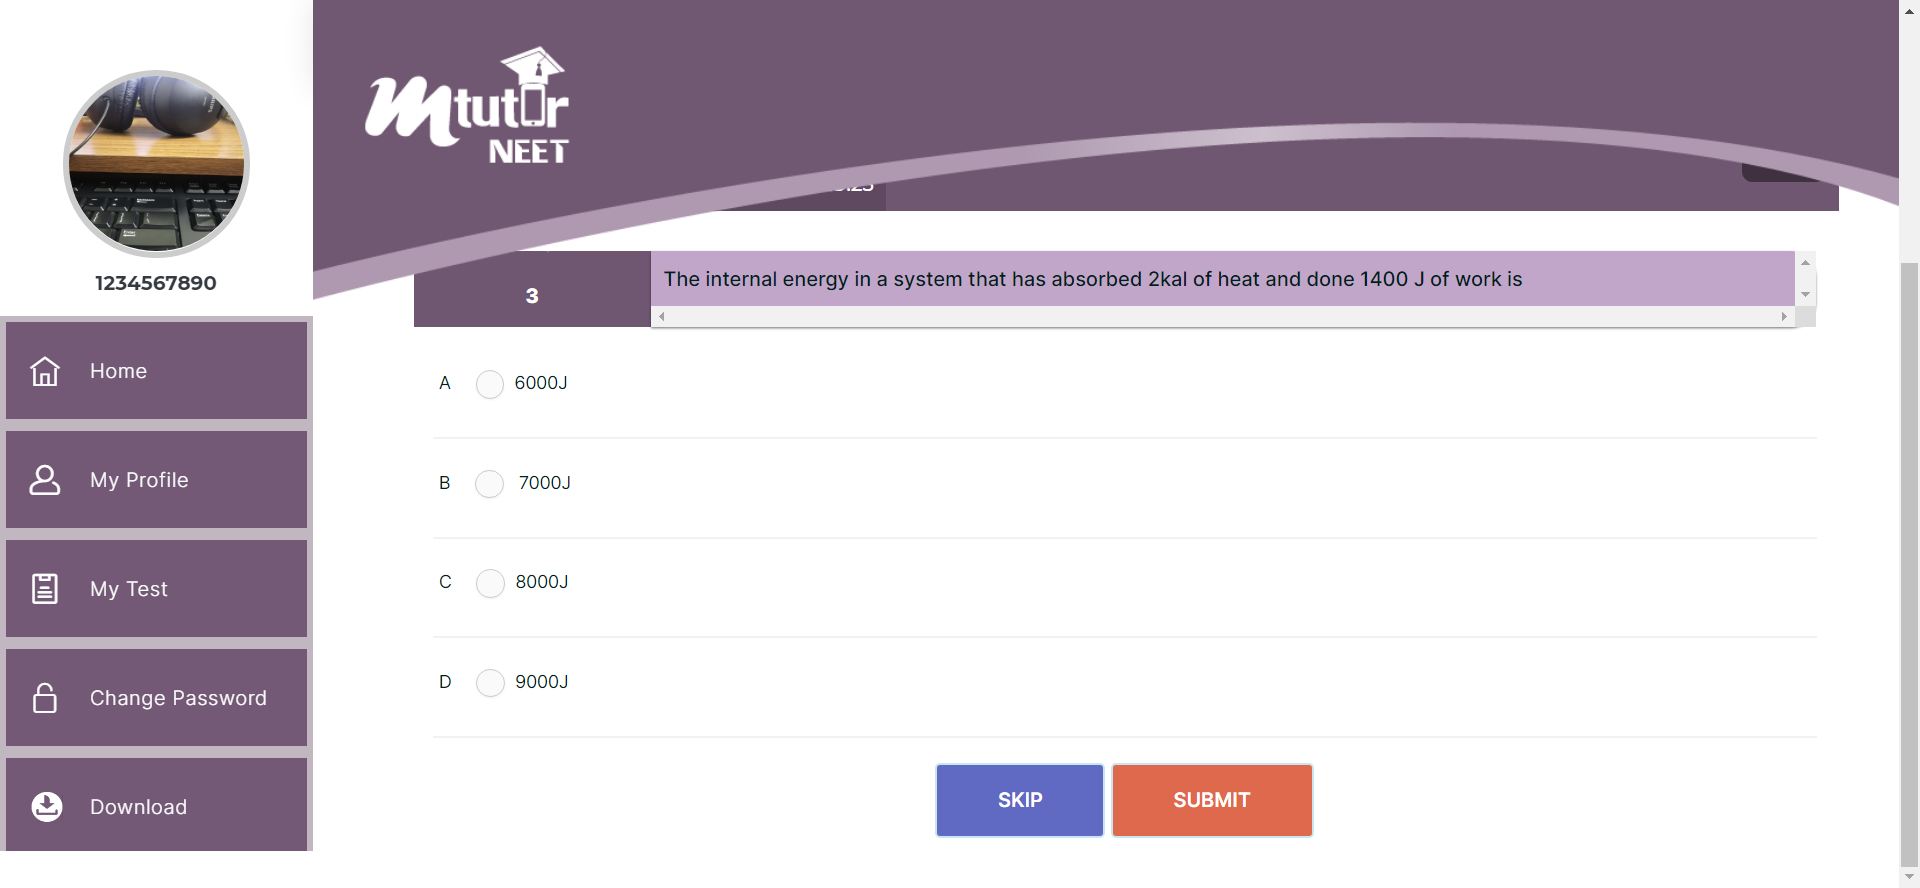 Mtutor
NEET
1234567890
3
The internal energy in a system that has absorbed 2kal of heat and done 1400 J of work is
Home
A 6000J
My Profile
B 7000J
My Test
C 8000J
Change Password
D 9000J
Download
SKIP
SUBMIT